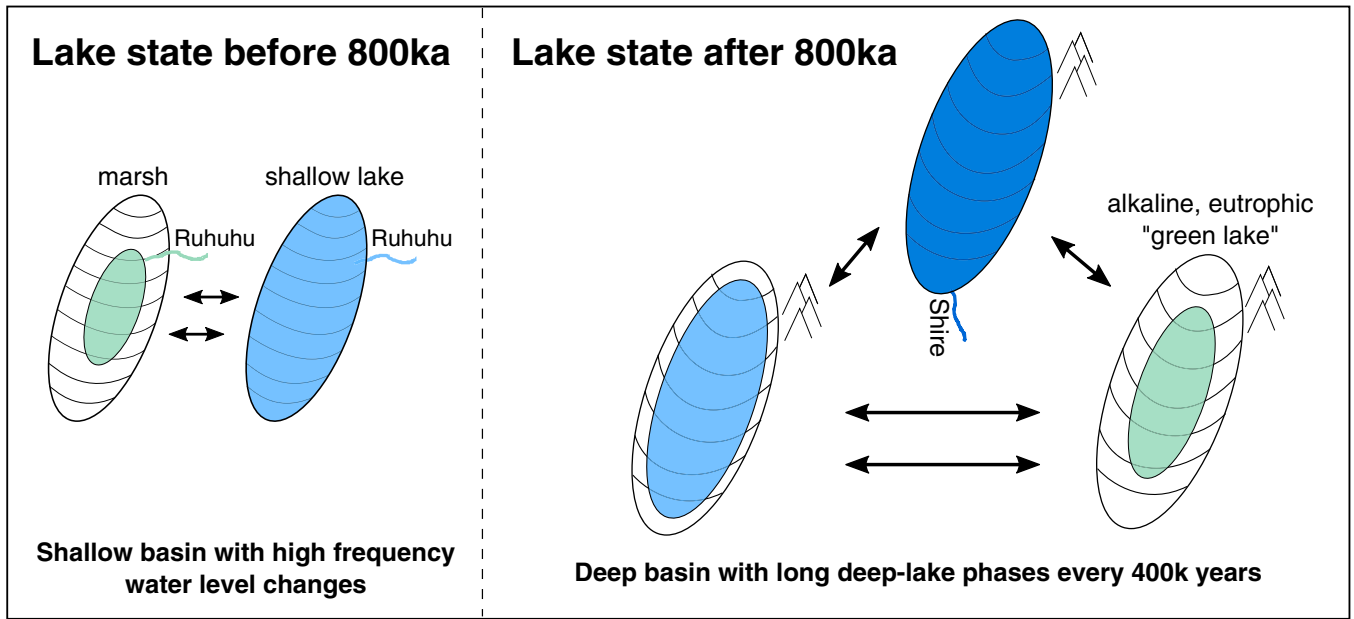 Lake state before 800ka
marsh
shallow lake
Ruhuhu
Ruhuhu
Shallow basin with high frequency
water level changes
Lake state after 800ka
Shire
alkaline, eutrophic
"green lake"
Deep basin with long deep-lake phases every 400k years